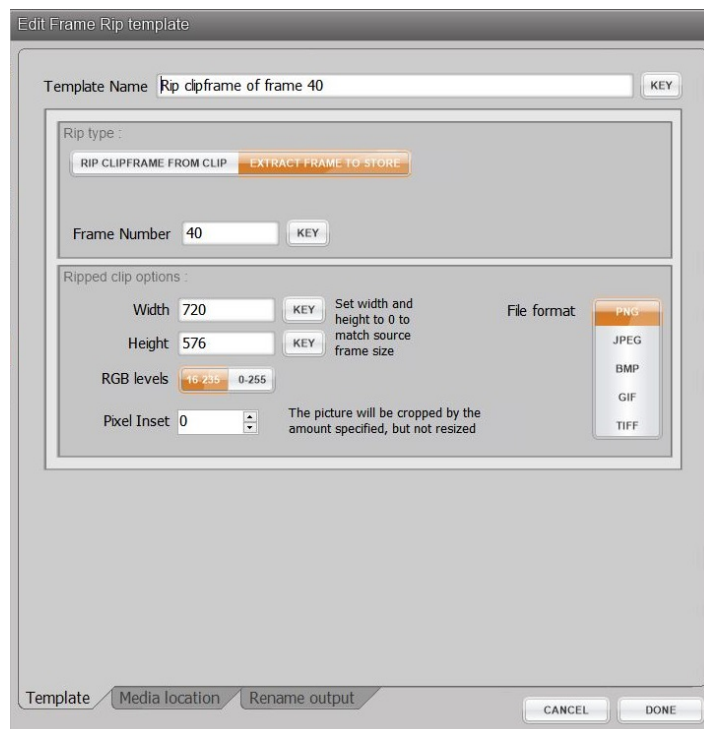 Edit Frame Rip template
Template Name Rip clipframe of frame 40 KEY
Rip type :
RIP CLIPFRAME FROM CLIP EXTRACT FRAME TO STORE
Frame Number 40 KEY
Ripped clip options :
Width 720 KEY Set width and
height to 0 to
match source
frame size
File format PNG
Height 576 KEY
JPEG
BMP
GIF
TIFF
RGB levels 16-235 0-255
Pixel Inset 0 The picture will be cropped by the
amount specified, but not resized
Template Media location Rename output
CANCEL DONE